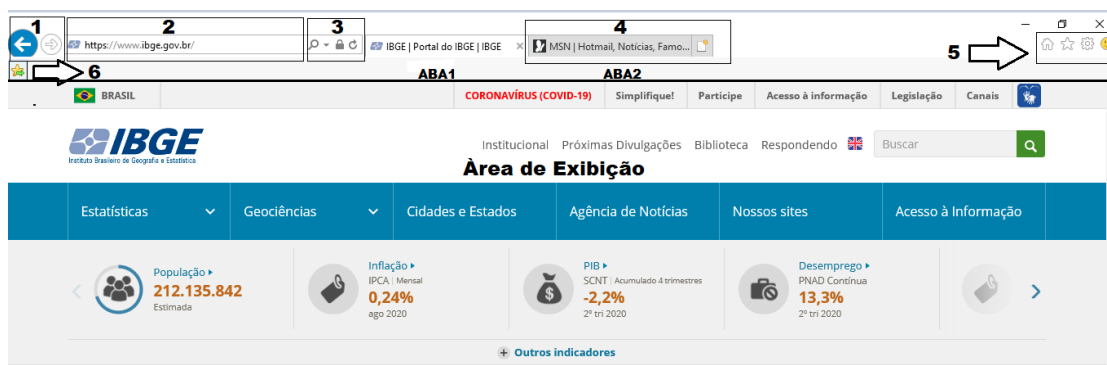 1 2 3 4
https://www.ibge.gov.br/ IBGE | Portal do IBGE | IBGE × MSN | Hotmail, Notícias, Famo...
5
6 ABA1 ABA2
BRASIL CORONAVÍRUS (COVID-19) Simplifique! Participe Acesso à informação Legislação Canais
IBGE
Instituto Brasileiro de Geografia e Estatística
Institucional Próximas Divulgações Biblioteca Respondendo Buscar
Àrea de Exibição
Estatísticas Geociências Cidades e Estados Agência de Notícias Nossos sites Acesso à Informação
População
212.135.842
Estimada
Inflação
IPCA | Mensal
0,24%
ago 2020
PIB
SCNT | Acumulado 4 trimestres
-2,2%
2º tri 2020
Desemprego
PNAD Contínua
13,3%
2º tri 2020
+ Outros indicadores